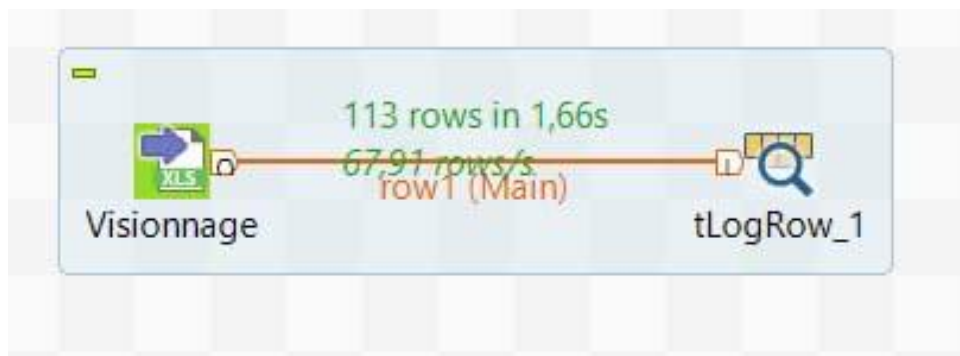 113 rows in 1,66s
67,91 rows/s
row1 (Main)
XLS
Visionnage
tLogRow_1